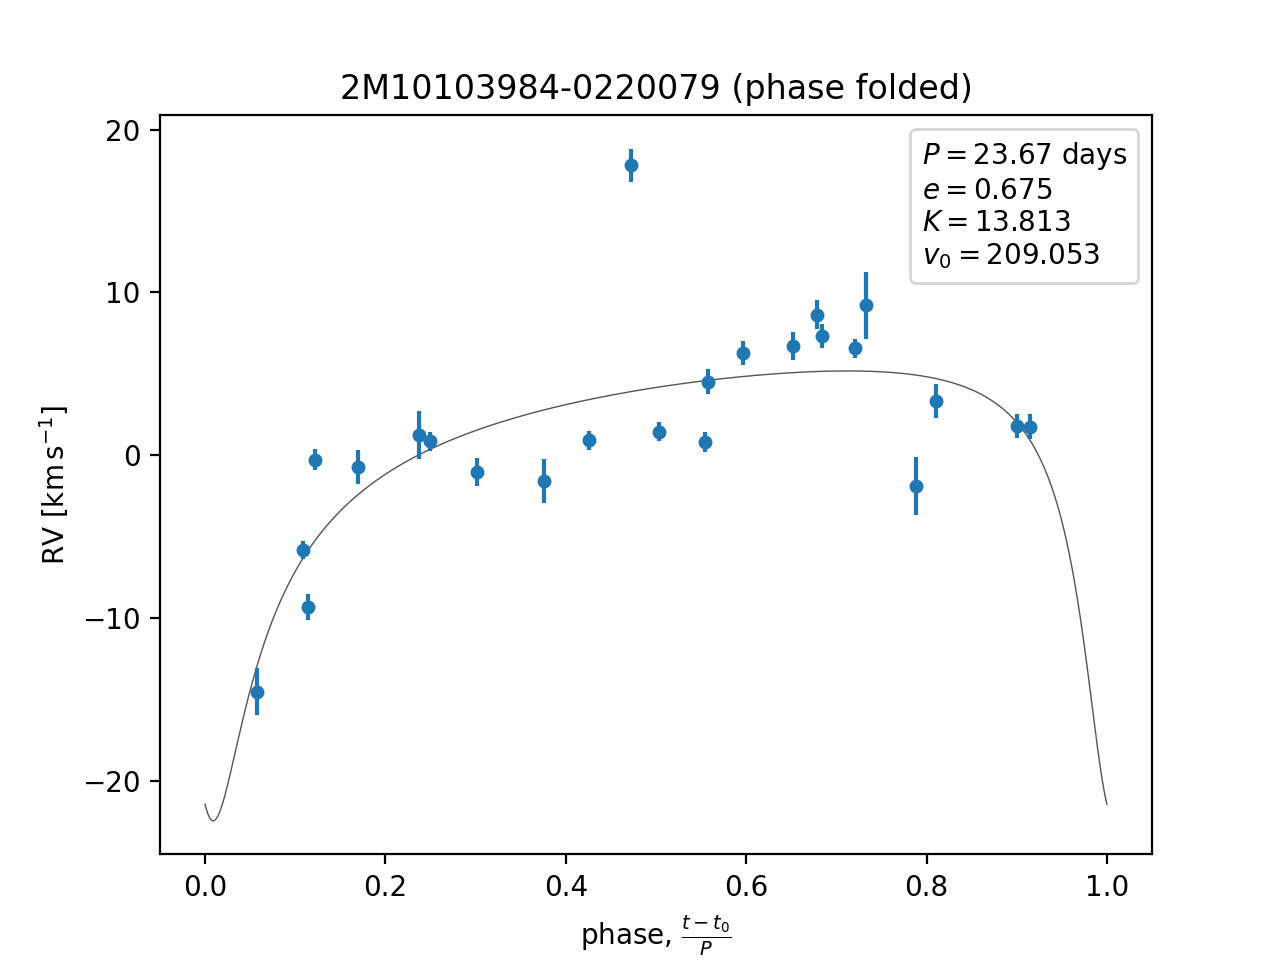 2M10103984-0220079 (phase folded)
P = 23.67 days
e = 0.675
K = 13.813
v₀ = 209.053
20
10
0
−10
−20
RV [km s⁻¹]
0.0 0.2 0.4 0.6 0.8 1.0
phase, (t − t₀)/P